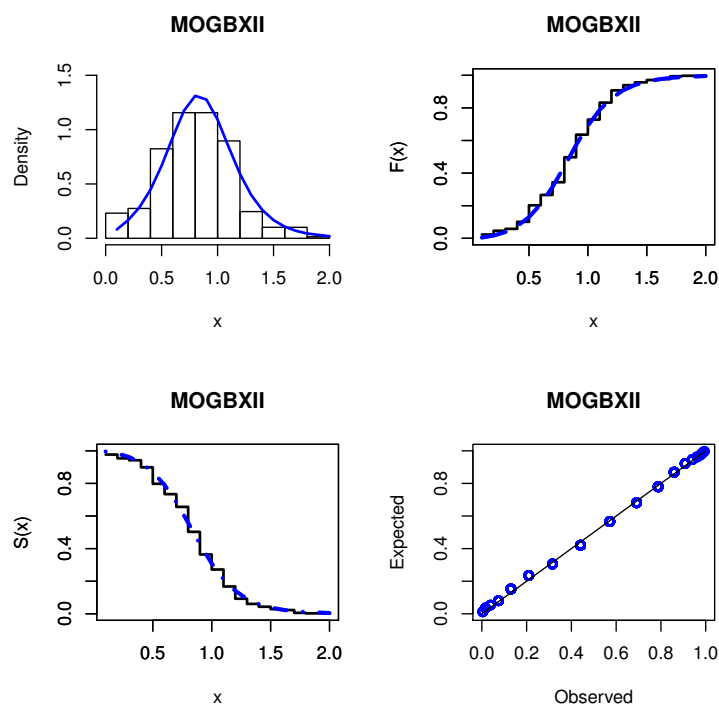 MOGBXII
Density
0.0 0.5 1.0 1.5
0.0 0.5 1.0 1.5 2.0
x
MOGBXII
F(x)
0.0 0.4 0.8
0.5 1.0 1.5 2.0
x
MOGBXII
S(x)
0.0 0.4 0.8
0.5 1.0 1.5 2.0
x
MOGBXII
Expected
0.0 0.4 0.8
0.0 0.2 0.4 0.6 0.8 1.0
Observed